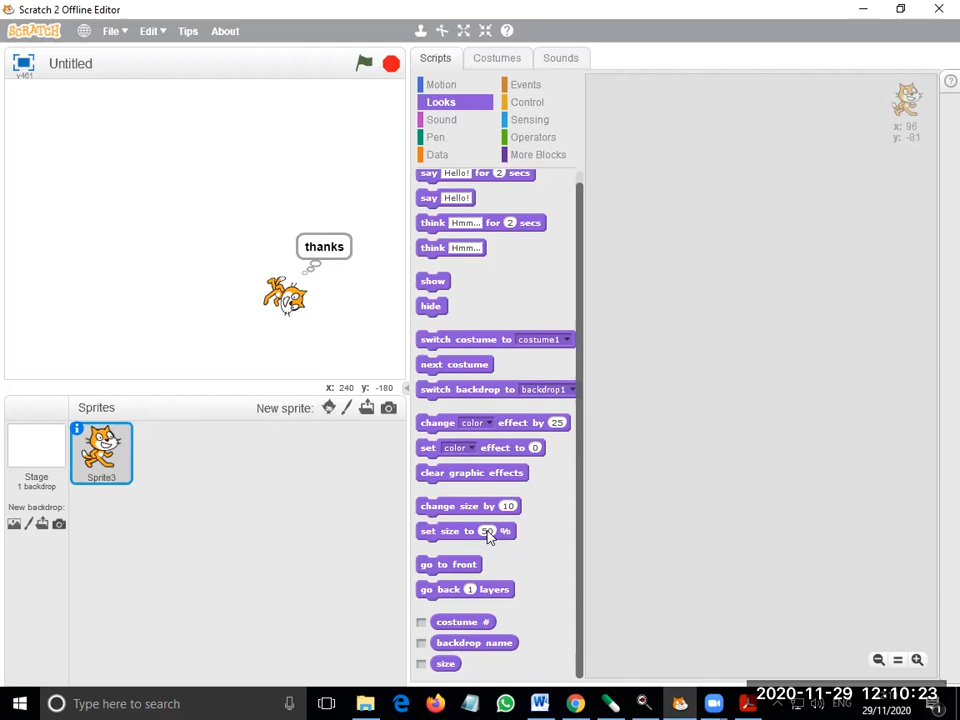 Scratch 2 Offline Editor
SCRATCH File Edit Tips About
v461 Untitled
Scripts Costumes Sounds
Motion Events
Looks Control
Sound Sensing
Pen Operators
Data More Blocks
x: 96
y: -81
say Hello! for 2 secs
say Hello!
think Hmm... for 2 secs
think Hmm...
show
hide
switch costume to costume1
next costume
switch backdrop to backdrop1
change color effect by 25
set color effect to 0
clear graphic effects
change size by 10
set size to 50 %
go to front
go back 1 layers
costume #
backdrop name
size
thanks
x: 240 y: -180
Sprites New sprite:
Stage
1 backdrop
New backdrop:
Sprite3
Type here to search
2020-11-29 12:10:23
ENG
29/11/2020